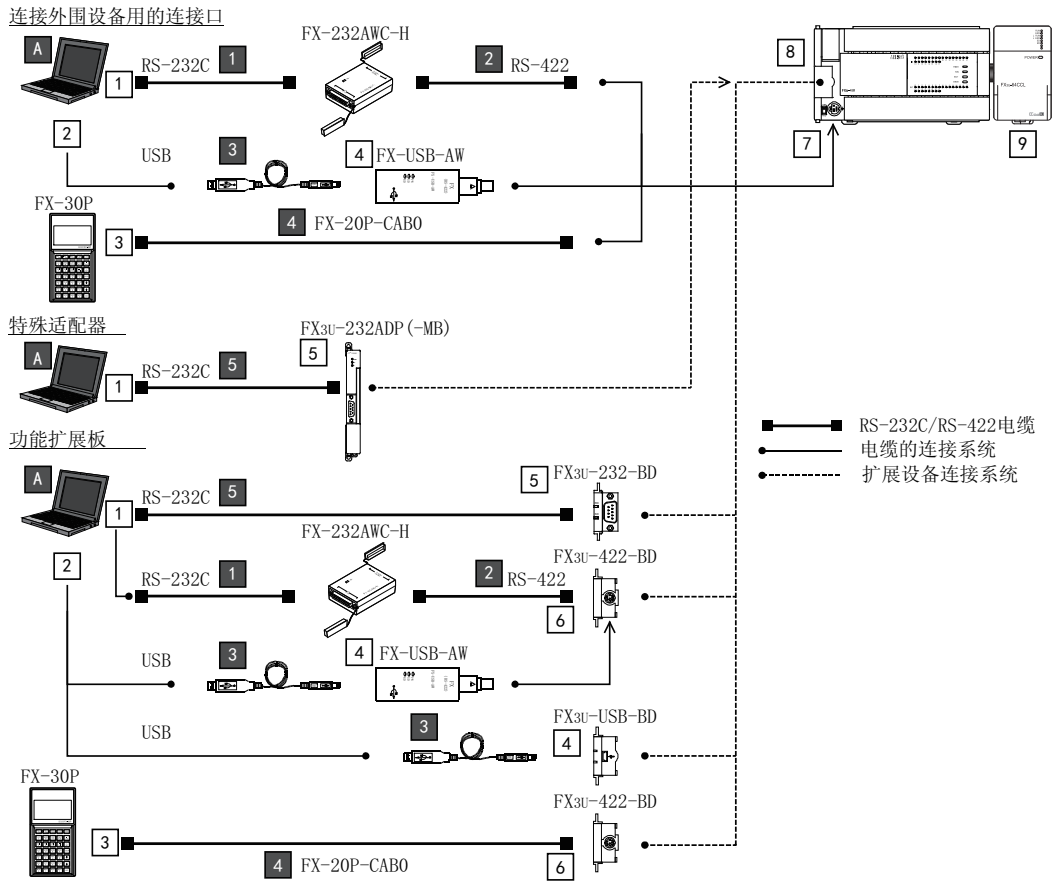 连接外围设备用的连接口
A
1
RS-232C
1
FX-232AWC-H
2
RS-422
8
POWER
FX3U-64CCL
7
9
2
USB
3
4
FX-USB-AW
FX-30P
3
4
FX-20P-CAB0
特殊适配器
FX3U-232ADP(-MB)
A
1
RS-232C
5
5
RS-232C/RS-422电缆
电缆的连接系统
扩展设备连接系统
功能扩展板
A
1
RS-232C
5
5
FX3U-232-BD
FX-232AWC-H
2
RS-232C
1
2
RS-422
FX3U-422-BD
6
USB
3
4
FX-USB-AW
USB
3
FX3U-USB-BD
4
FX-30P
3
4
FX-20P-CAB0
FX3U-422-BD
6